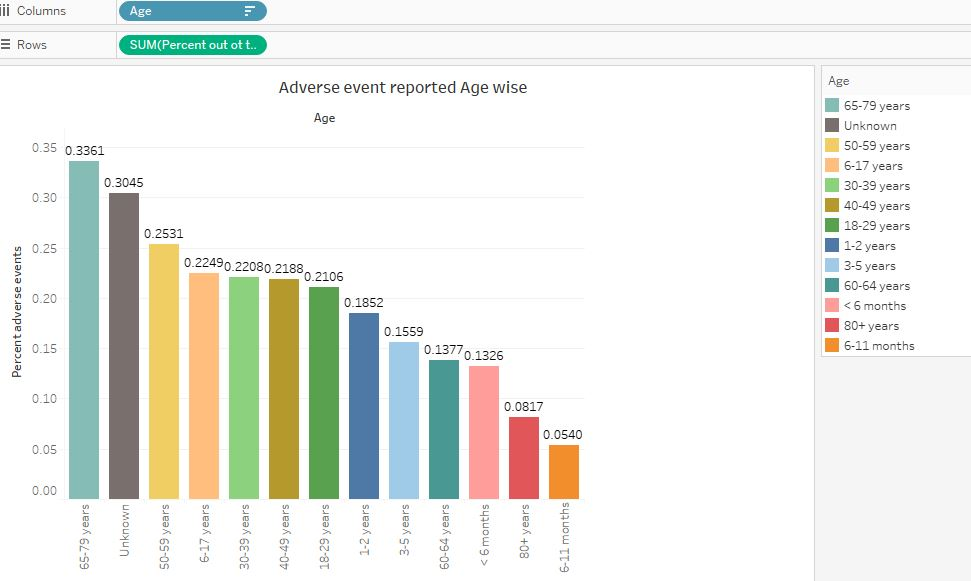 Columns
Age
Rows
SUM(Percent out ot t..
Adverse event reported Age wise
Age
Percent adverse events
0.35
0.30
0.25
0.20
0.15
0.10
0.05
0.00
0.3361
0.3045
0.2531
0.2249
0.2208
0.2188
0.2106
0.1852
0.1559
0.1377
0.1326
0.0817
0.0540
65-79 years
Unknown
50-59 years
6-17 years
30-39 years
40-49 years
18-29 years
1-2 years
3-5 years
60-64 years
< 6 months
80+ years
6-11 months
Age
65-79 years
Unknown
50-59 years
6-17 years
30-39 years
40-49 years
18-29 years
1-2 years
3-5 years
60-64 years
< 6 months
80+ years
6-11 months